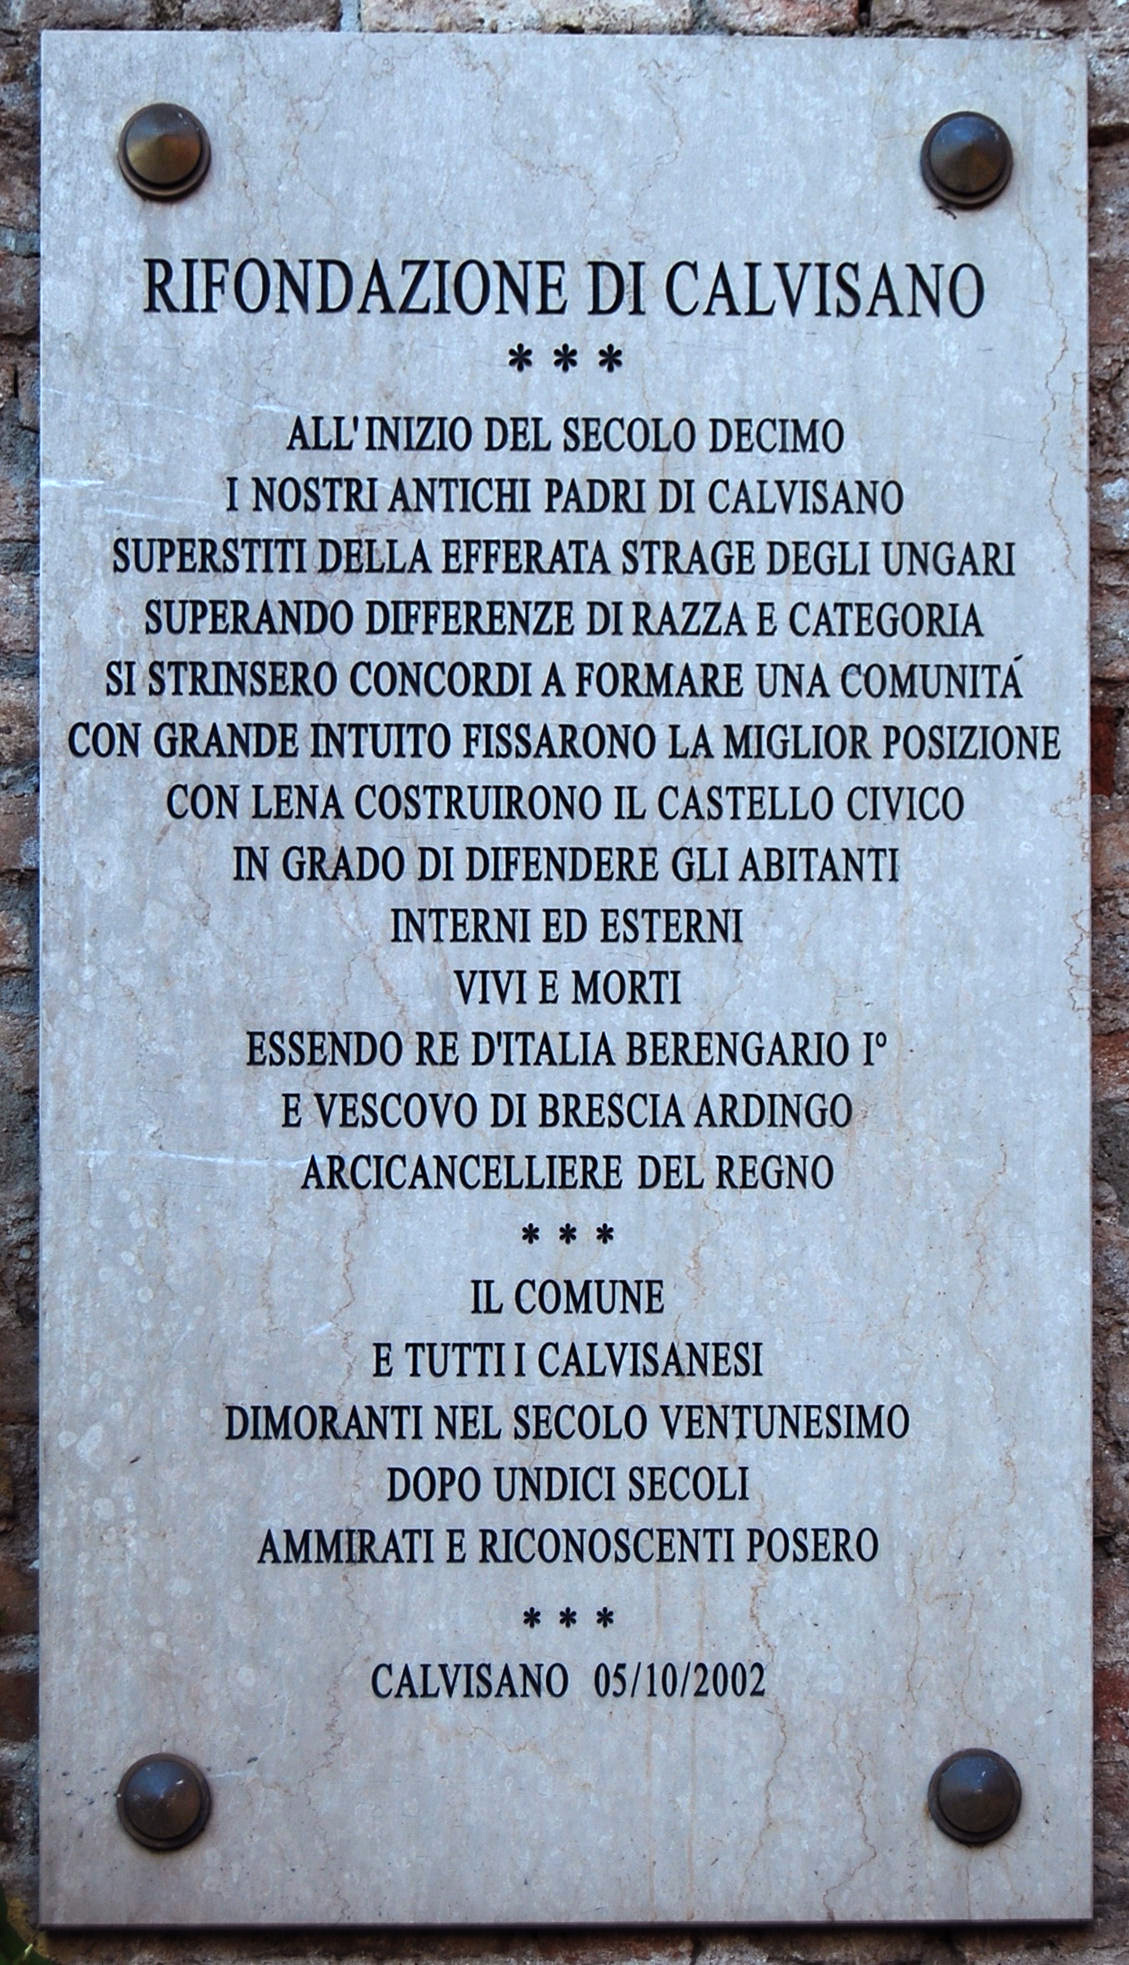 RIFONDAZIONE DI CALVISANO
* * *
ALL'INIZIO DEL SECOLO DECIMO
I NOSTRI ANTICHI PADRI DI CALVISANO
SUPERSTITI DELLA EFFERATA STRAGE DEGLI UNGARI
SUPERANDO DIFFERENZE DI RAZZA E CATEGORIA
SI STRINSERO CONCORDI A FORMARE UNA COMUNITÁ
CON GRANDE INTUITO FISSARONO LA MIGLIOR POSIZIONE
CON LENA COSTRUIRONO IL CASTELLO CIVICO
IN GRADO DI DIFENDERE GLI ABITANTI
INTERNI ED ESTERNI
VIVI E MORTI
ESSENDO RE D'ITALIA BERENGARIO I°
E VESCOVO DI BRESCIA ARDINGO
ARCICANCELLIERE DEL REGNO
* * *
IL COMUNE
E TUTTI I CALVISANESI
DIMORANTI NEL SECOLO VENTUNESIMO
DOPO UNDICI SECOLI
AMMIRATI E RICONOSCENTI POSERO
* * *
CALVISANO 05/10/2002